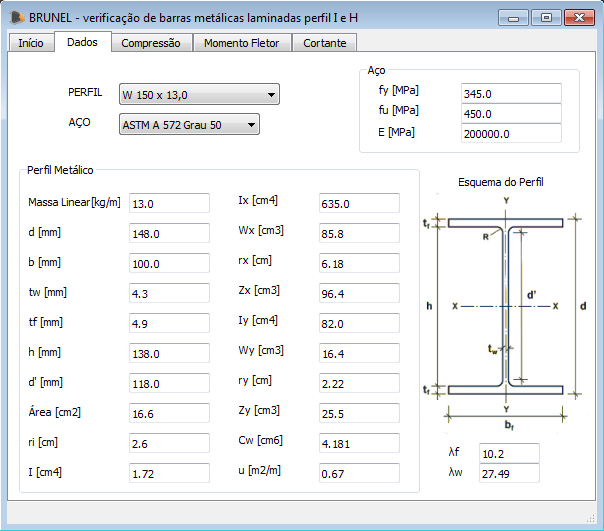 BRUNEL - verificação de barras metálicas laminadas perfil I e H
Início Dados Compressão Momento Fletor Cortante
PERFIL W 150 x 13,0
AÇO ASTM A 572 Grau 50
Aço
fy [MPa] 345.0
fu [MPa] 450.0
E [MPa] 200000.0
Perfil Metálico
Massa Linear[kg/m] 13.0 Ix [cm4] 635.0
d [mm] 148.0 Wx [cm3] 85.8
b [mm] 100.0 rx [cm] 6.18
tw [mm] 4.3 Zx [cm3] 96.4
tf [mm] 4.9 Iy [cm4] 82.0
h [mm] 138.0 Wy [cm3] 16.4
d' [mm] 118.0 ry [cm] 2.22
Área [cm2] 16.6 Zy [cm3] 25.5
ri [cm] 2.6 Cw [cm6] 4.181
I [cm4] 1.72 u [m2/m] 0.67
Esquema do Perfil
Y
tf
R
h d' d
X X
tw
tf
Y
bf
λf 10.2
λw 27.49